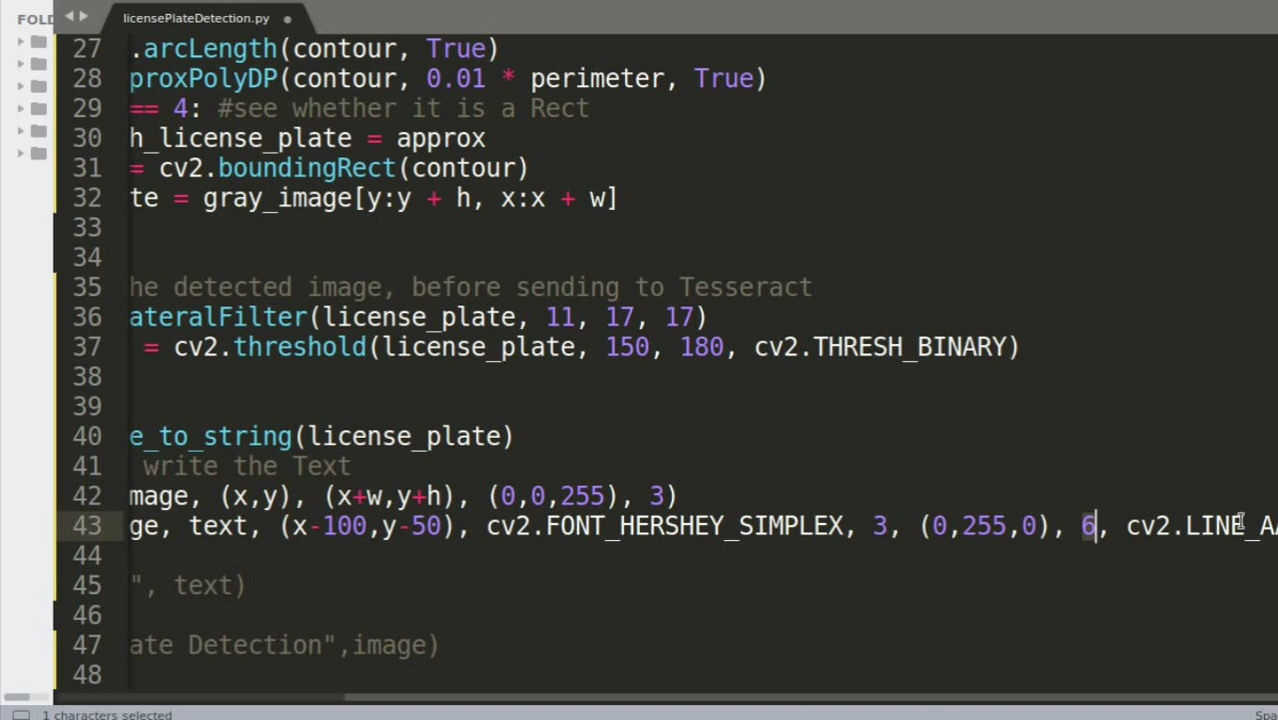 FOLD
licensePlateDetection.py
27 .arcLength(contour, True)
28 proxPolyDP(contour, 0.01 * perimeter, True)
29 == 4: #see whether it is a Rect
30 h_license_plate = approx
31 = cv2.boundingRect(contour)
32 te = gray_image[y:y + h, x:x + w]
33
34
35 he detected image, before sending to Tesseract
36 ateralFilter(license_plate, 11, 17, 17)
37 = cv2.threshold(license_plate, 150, 180, cv2.THRESH_BINARY)
38
39
40 e_to_string(license_plate)
41 write the Text
42 mage, (x,y), (x+w,y+h), (0,0,255), 3)
43 ge, text, (x-100,y-50), cv2.FONT_HERSHEY_SIMPLEX, 3, (0,255,0), 6, cv2.LINE_AA
44
45 ", text)
46
47 ate Detection",image)
48
1 characters selected
Spa